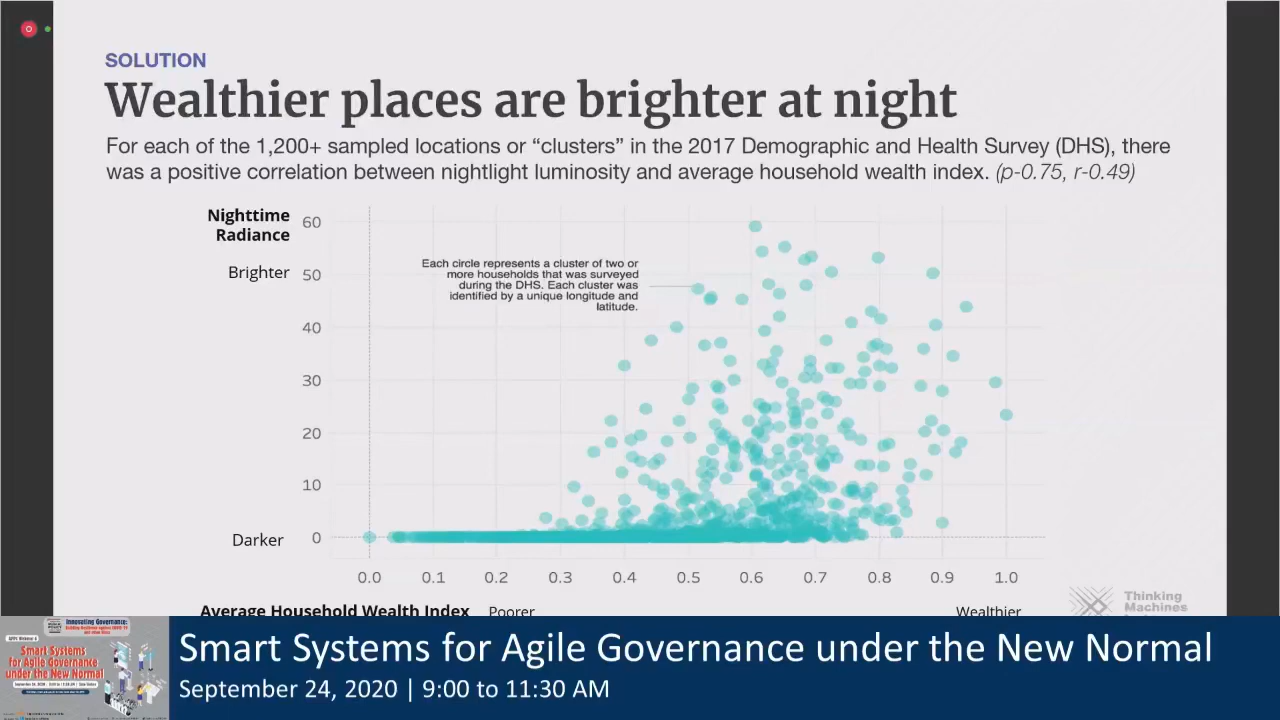 SOLUTION
Wealthier places are brighter at night
For each of the 1,200+ sampled locations or “clusters” in the 2017 Demographic and Health Survey (DHS), there
was a positive correlation between nightlight luminosity and average household wealth index. (p-0.75, r-0.49)
Nighttime
Radiance
Brighter
Darker
60
50
40
30
20
10
0
Each circle represents a cluster of two or
more households that was surveyed
during the DHS. Each cluster was
identified by a unique longitude and
latitude.
0.0 0.1 0.2 0.3 0.4 0.5 0.6 0.7 0.8 0.9 1.0
Average Household Wealth Index Poorer Wealthier
Thinking
Machines
Innovating Governance:
Smart Systems
for Agile Governance
under the New Normal
Smart Systems for Agile Governance under the New Normal
September 24, 2020 | 9:00 to 11:30 AM